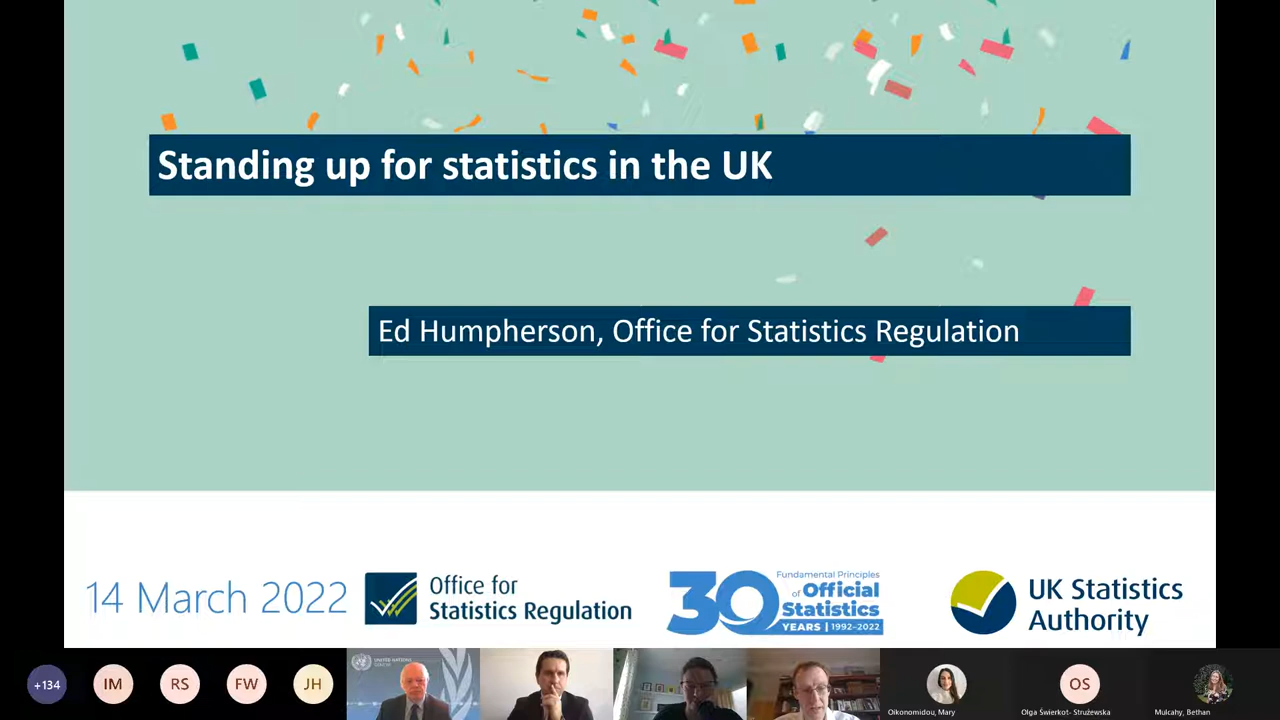 Standing up for statistics in the UK
Ed Humpherson, Office for Statistics Regulation
14 March 2022
Office for
Statistics Regulation
30
Fundamental Principles
of Official
Statistics
YEARS | 1992–2022
UK Statistics
Authority
+134
IM
RS
FW
JH
UNITED NATIONS
OS
Oikonomidou, Mary
Olga Świerkot- Strużewska
Mulcahy, Bethan